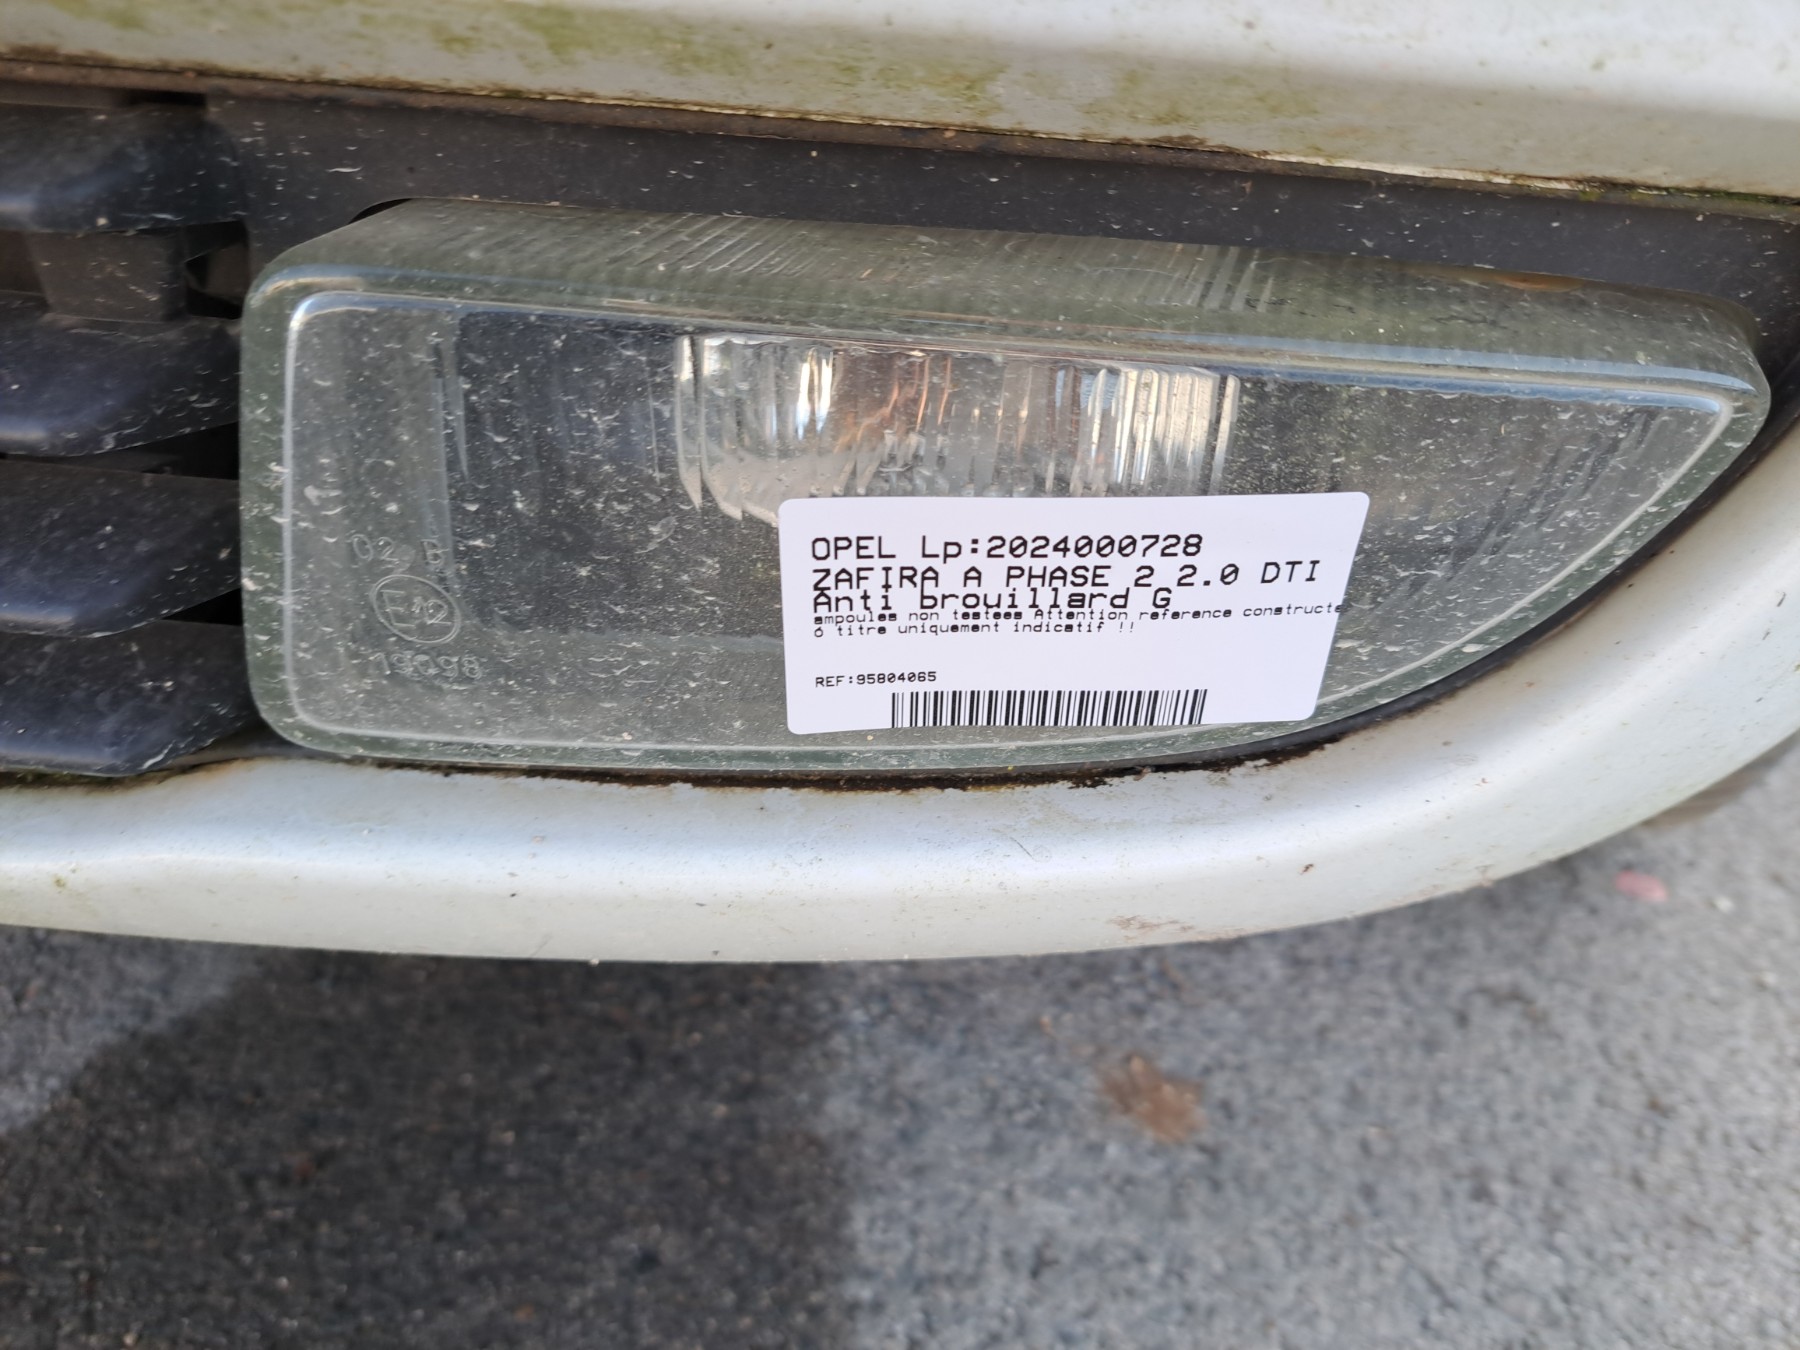 OPEL Lp:2024000728
ZAFIRA A PHASE 2 2.0 DTI
Anti brouillard G
ampoules non testees Attention reference constructe
ó titre uniquement indicatif !!
REF:95804065
02 B
E12
19098